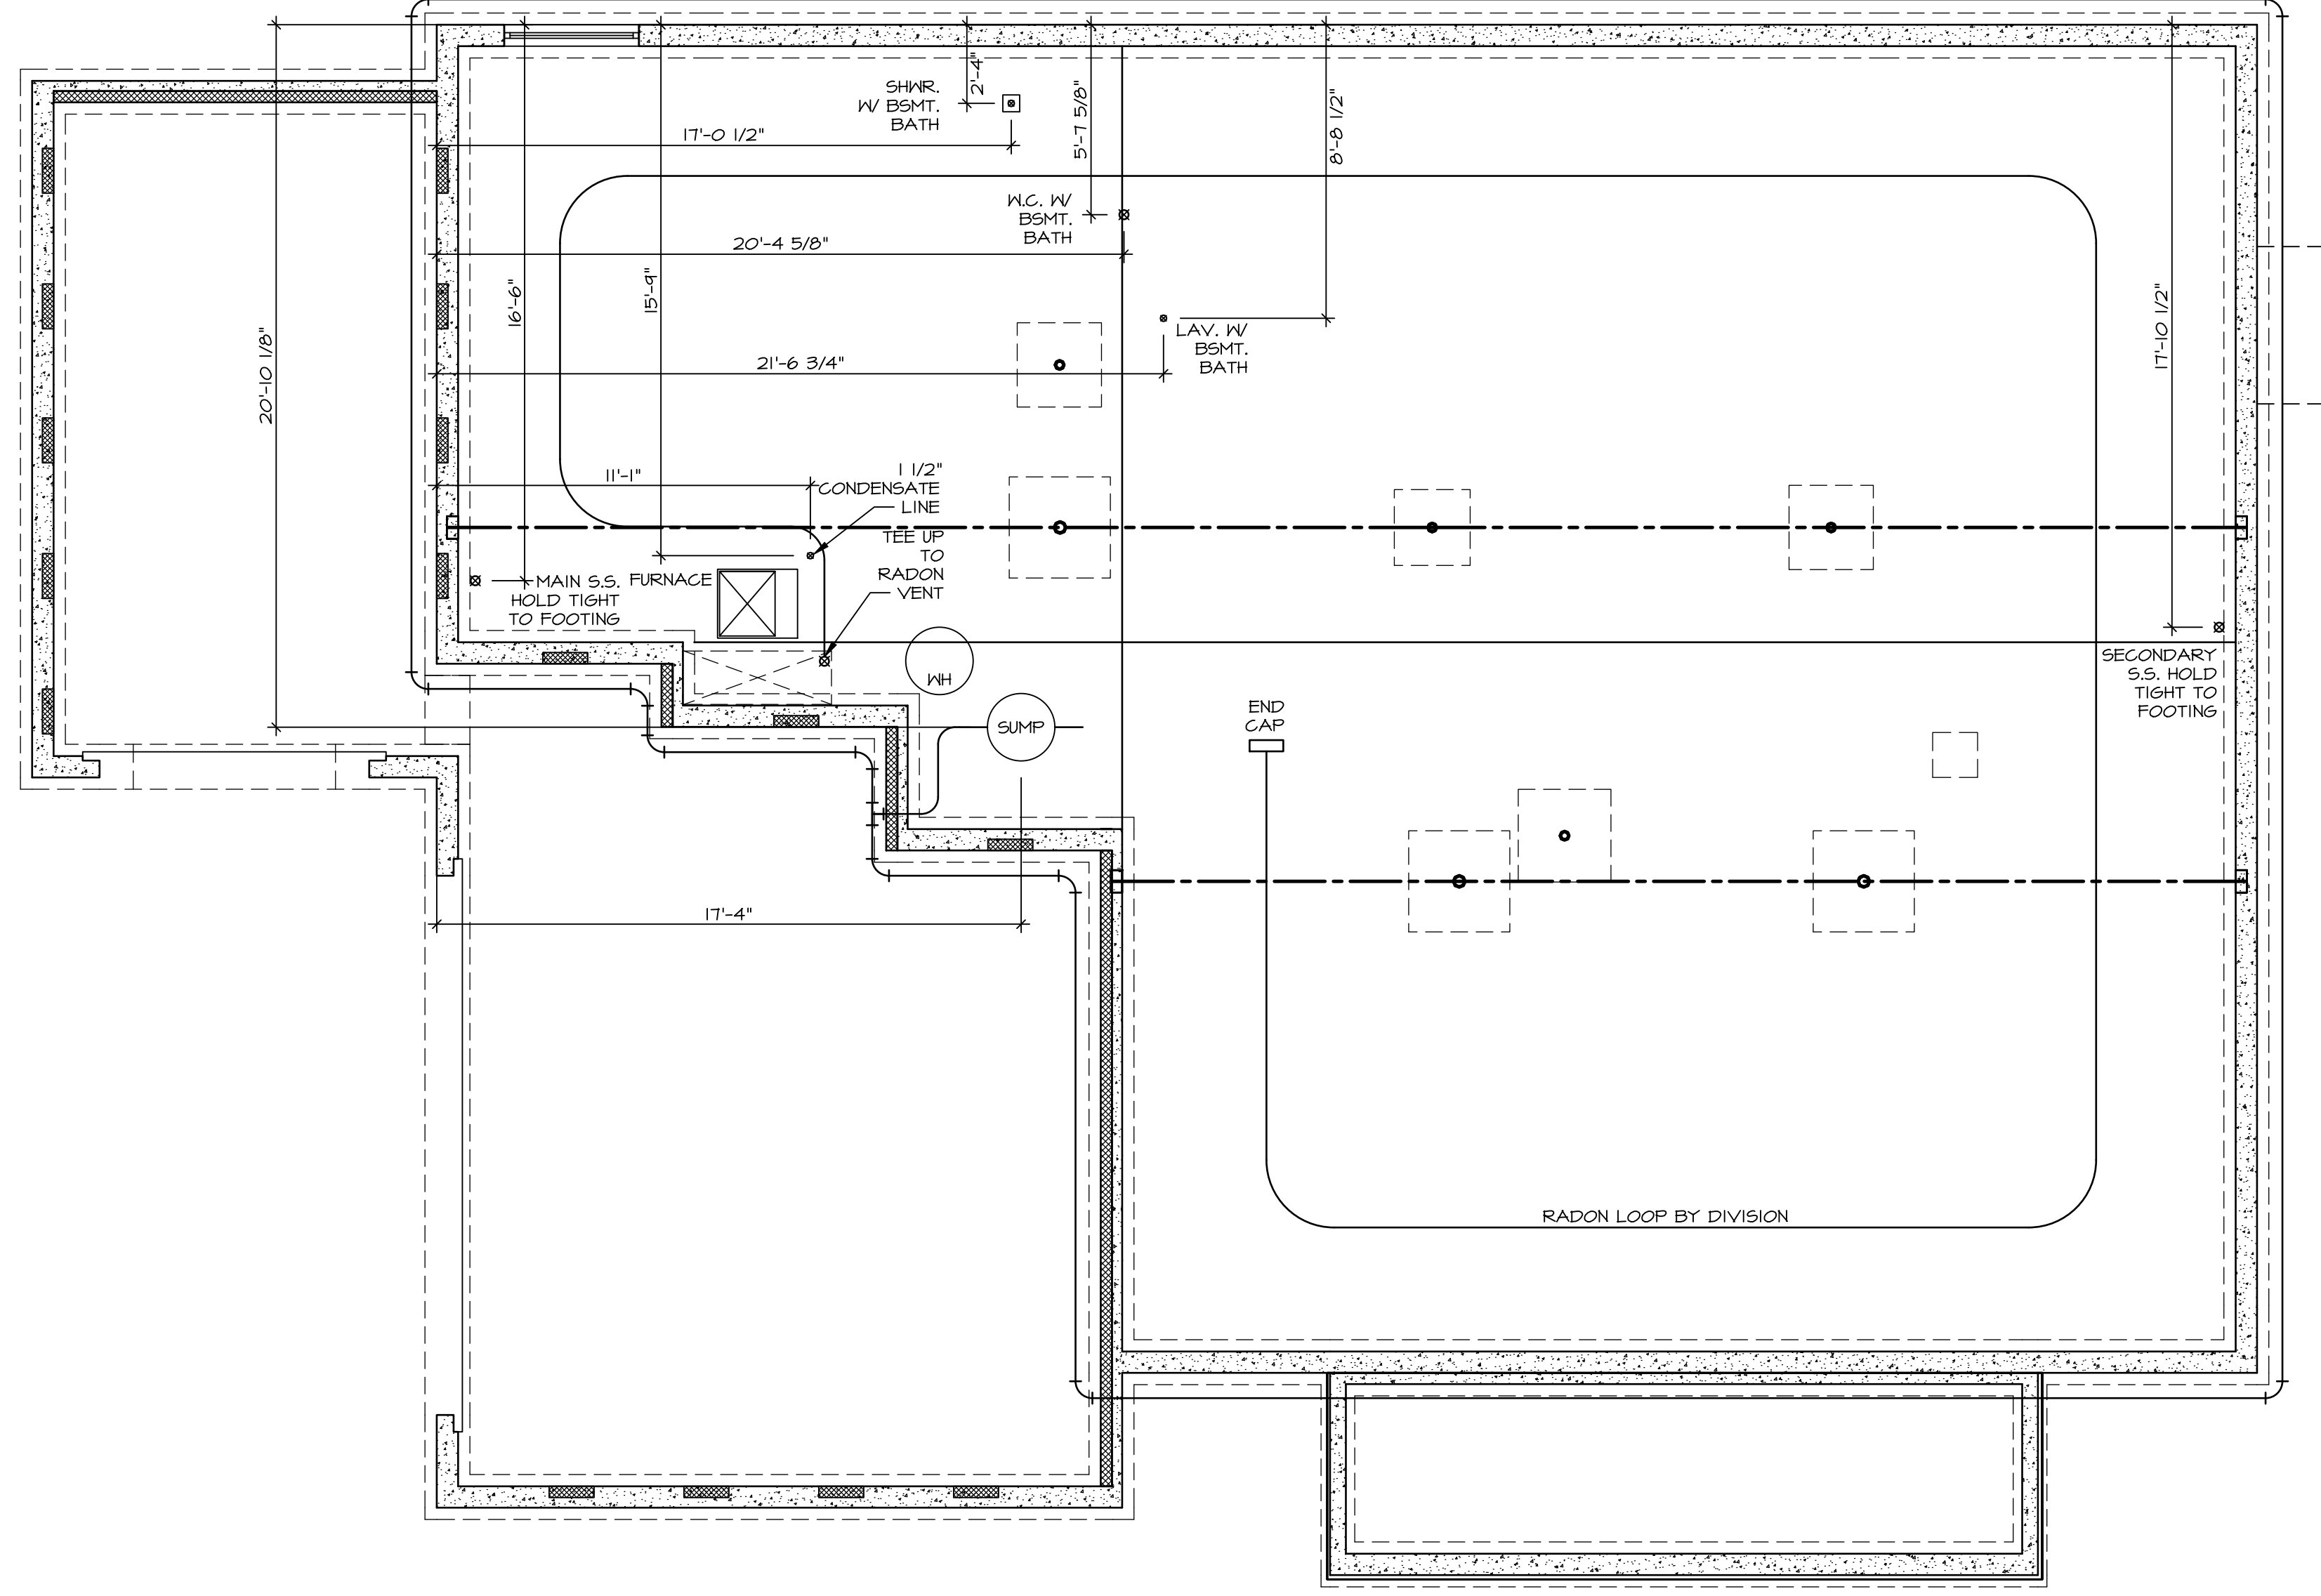 SHWR.
W/ BSMT.
BATH
2'-4"
5'-7 5/8"
8'-8 1/2"
17'-0 1/2"
W.C. W/
BSMT.
BATH
20'-4 5/8"
16'-6"
15'-9"
17'-10 1/2"
20'-10 1/8"
LAV. W/
BSMT.
BATH
21'-6 3/4"
11'-1"
1 1/2"
CONDENSATE
LINE
TEE UP
TO
RADON
VENT
MAIN S.S.
HOLD TIGHT
TO FOOTING
FURNACE
WH
SUMP
SECONDARY
S.S. HOLD
TIGHT TO
FOOTING
END
CAP
17'-4"
RADON LOOP BY DIVISION